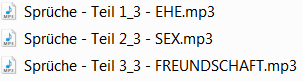 Sprüche - Teil 1_3 - EHE.mp3
Sprüche - Teil 2_3 - SEX.mp3
Sprüche - Teil 3_3 - FREUNDSCHAFT.mp3